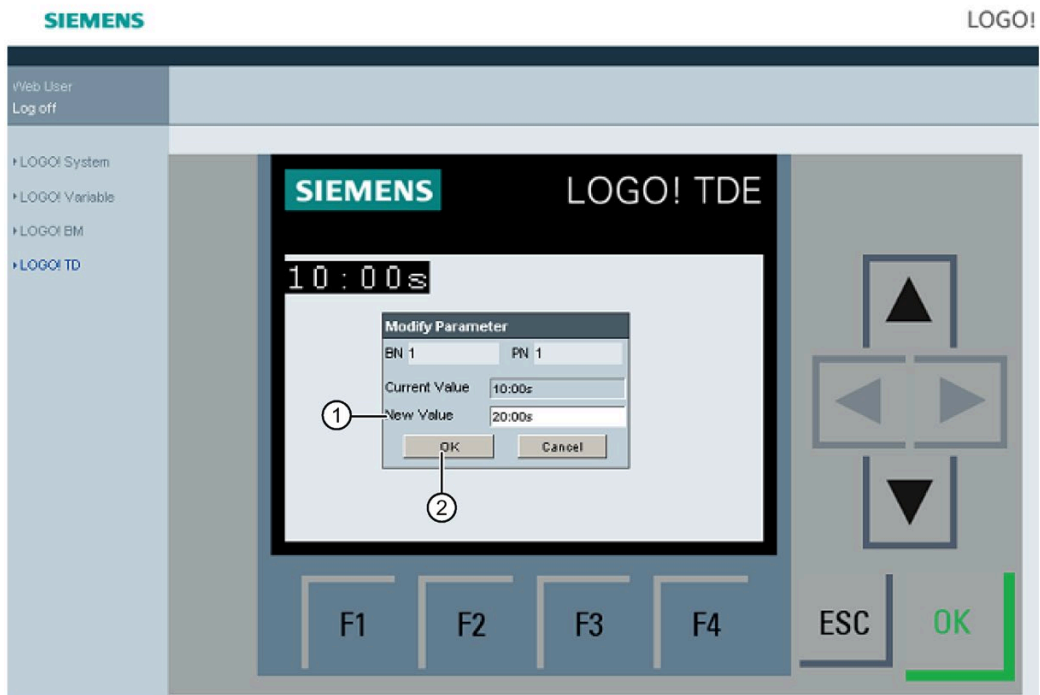 SIEMENS LOGO!
Web User
Log off
LOGO! System
LOGO! Variable
LOGO! BM
LOGO! TD
SIEMENS LOGO! TDE
10:00s
Modify Parameter
BN 1 PN 1
Current Value 10:00s
1 New Value 20:00s
OK Cancel
2
F1 F2 F3 F4 ESC OK